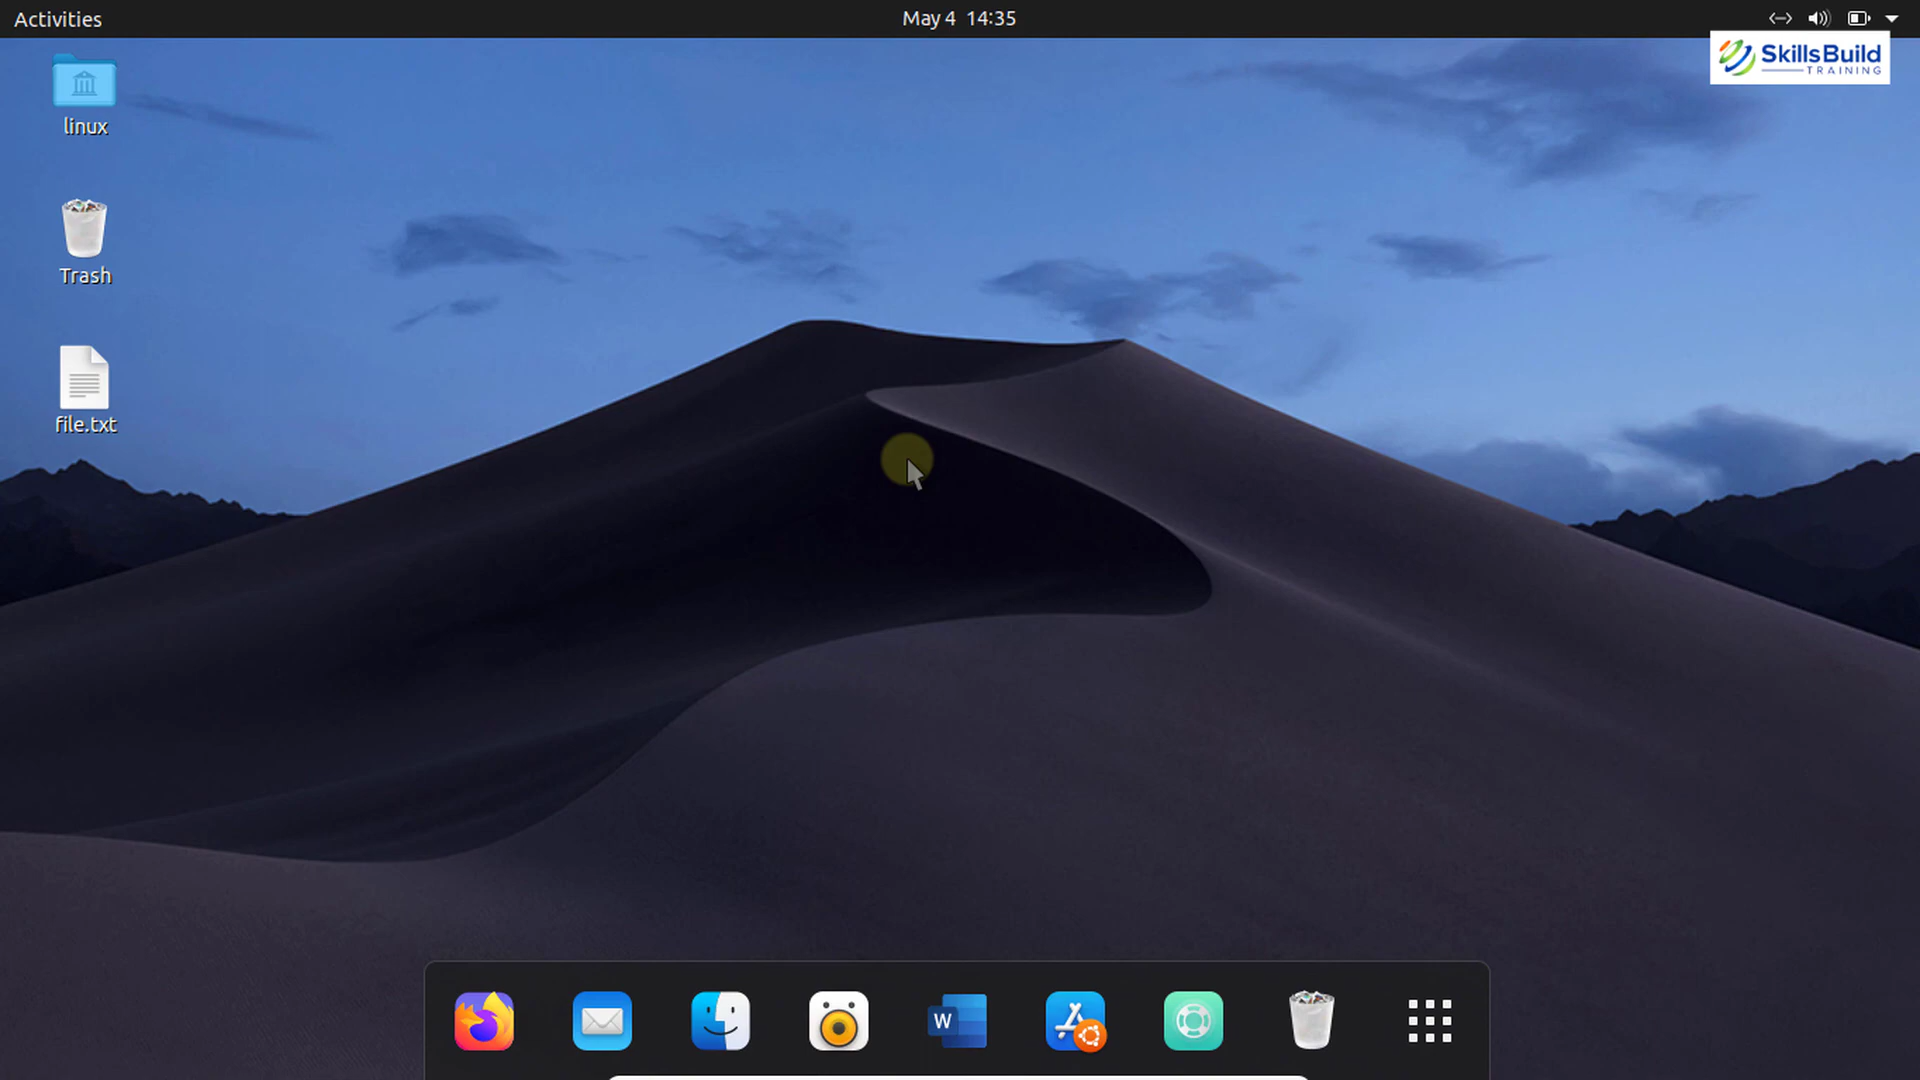 Activities
May 4 14:35
SkillsBuild
TRAINING
linux
Trash
file.txt
W